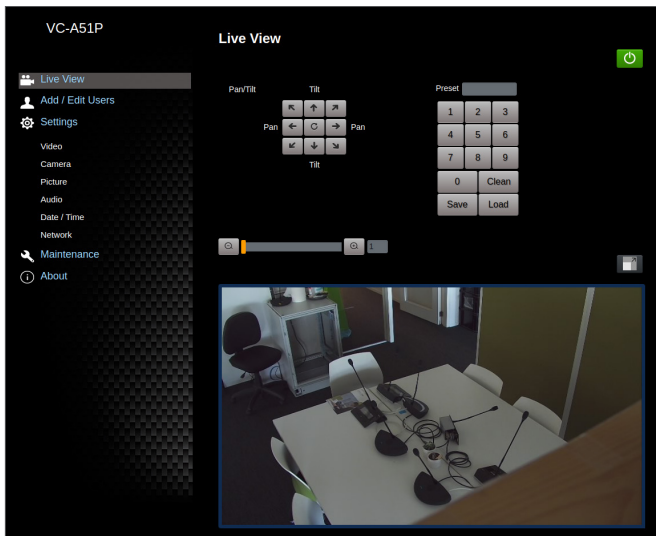 VC-A51P
Live View
Live View
Add / Edit Users
Settings
Video
Camera
Picture
Audio
Date / Time
Network
Maintenance
About
Pan/Tilt
Tilt
Pan
Pan
Tilt
Preset
1 2 3
4 5 6
7 8 9
0 Clean
Save Load
1